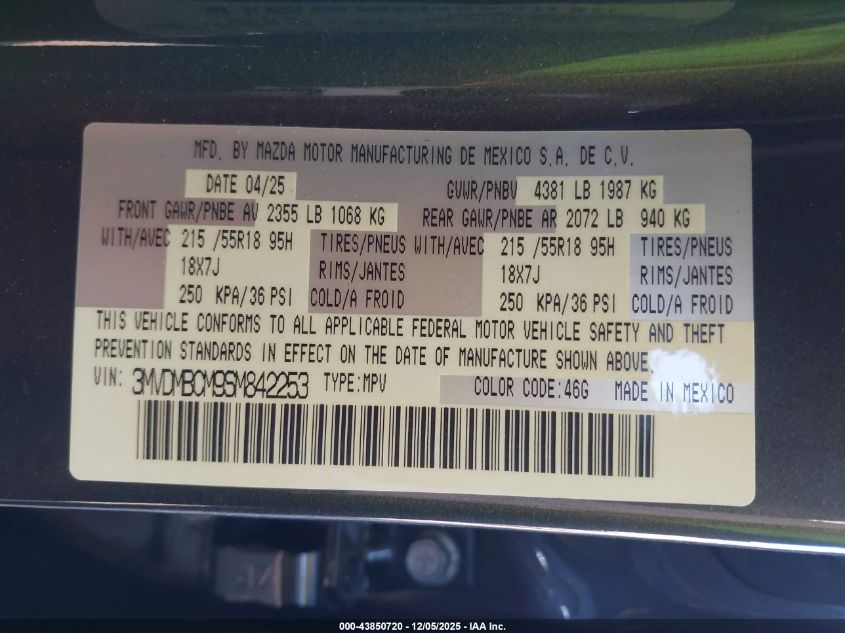 MFD. BY MAZDA MOTOR MANUFACTURING DE MEXICO S.A. DE C.V.
DATE 04/25 GVWR/PNBV 4381 LB 1987 KG
FRONT GAWR/PNBE AV 2355 LB 1068 KG REAR GAWR/PNBE AR 2072 LB 940 KG
WITH/AVEC 215 /55R18 95H TIRES/PNEUS WITH/AVEC 215 /55R18 95H TIRES/PNEUS
18X7J RIMS/JANTES 18X7J RIMS/JANTES
250 KPA/36 PSI COLD/A FROID 250 KPA/36 PSI COLD/A FROID
THIS VEHICLE CONFORMS TO ALL APPLICABLE FEDERAL MOTOR VEHICLE SAFETY AND THEFT
PREVENTION STANDARDS IN EFFECT ON THE DATE OF MANUFACTURE SHOWN ABOVE.
VIN: 3MVDMBCM9SM842253 TYPE:MPV COLOR CODE:46G MADE IN MEXICO
000-43850720 - 12/05/2025 - IAA Inc.